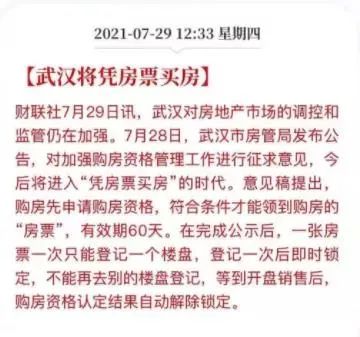 2021-07-29 12:33 星期四
【武汉将凭房票买房】
财联社7月29日讯，武汉对房地产市场的调控和
监管仍在加强。7月28日，武汉市房管局发布公
告，对加强购房资格管理工作进行征求意见，今
后将进入“凭房票买房”的时代。意见稿提出，
购房先申请购房资格，符合条件才能领到购房的
“房票”，有效期60天。在完成公示后，一张房
票一次只能登记一个楼盘，登记一次后即时锁
定，不能再去别的楼盘登记，等到开盘销售后，
购房资格认定结果自动解除锁定。